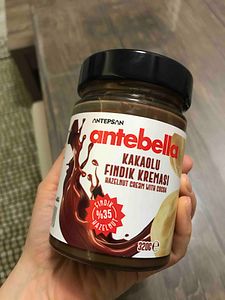 ANTEPSAN
antebella
KAKAOLU
FINDIK KREMASI
HAZELNUT CREAM WITH COCOA
FINDIK
%35
HAZELNUT
320G